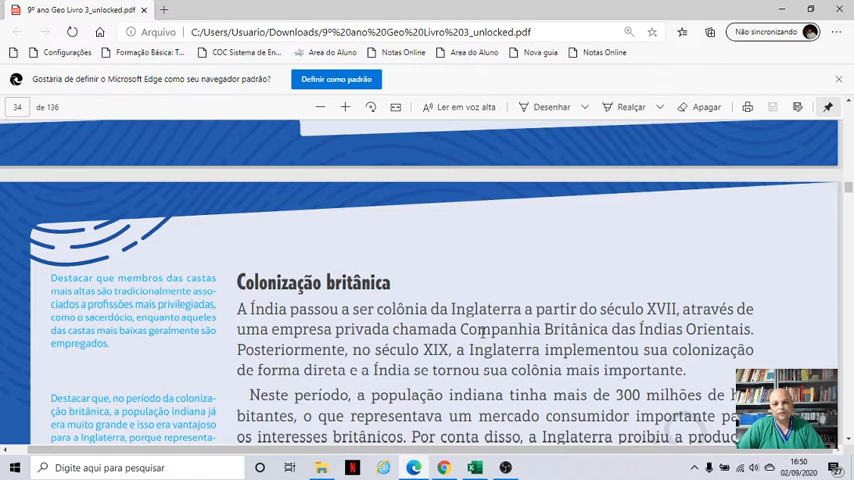 9º ano Geo Livro 3_unlocked.pdf
Arquivo
C:/Users/Usuario/Downloads/9º%20ano%20Geo%20Livro%203_unlocked.pdf
Não sincronizando
Configurações
Formação Básica: T...
COC Sistema de En...
Area do Aluno
Notas Online
Area do Aluno
Nova guia
Notas Online
Gostaria de definir o Microsoft Edge como seu navegador padrão?
Definir como padrão
34 de 136
Ler em voz alta
Desenhar
Realçar
Apagar
Destacar que membros das castas
mais altas são tradicionalmente asso-
ciados a profissões mais privilegiadas,
como o sacerdócio, enquanto aqueles
das castas mais baixas geralmente são
empregados.
Destacar que, no período da coloniza-
ção britânica, a população indiana já
era muito grande e isso era vantajoso
para a Inglaterra, porque representa-
Colonização britânica
A Índia passou a ser colônia da Inglaterra a partir do século XVII, através de
uma empresa privada chamada Companhia Britânica das Índias Orientais.
Posteriormente, no século XIX, a Inglaterra implementou sua colonização
de forma direta e a Índia se tornou sua colônia mais importante.
Neste período, a população indiana tinha mais de 300 milhões de
bitantes, o que representava um mercado consumidor importante
os interesses britânicos. Por conta disso, a Inglaterra proibiu a
Digite aqui para pesquisar
16:50
02/09/2020
27